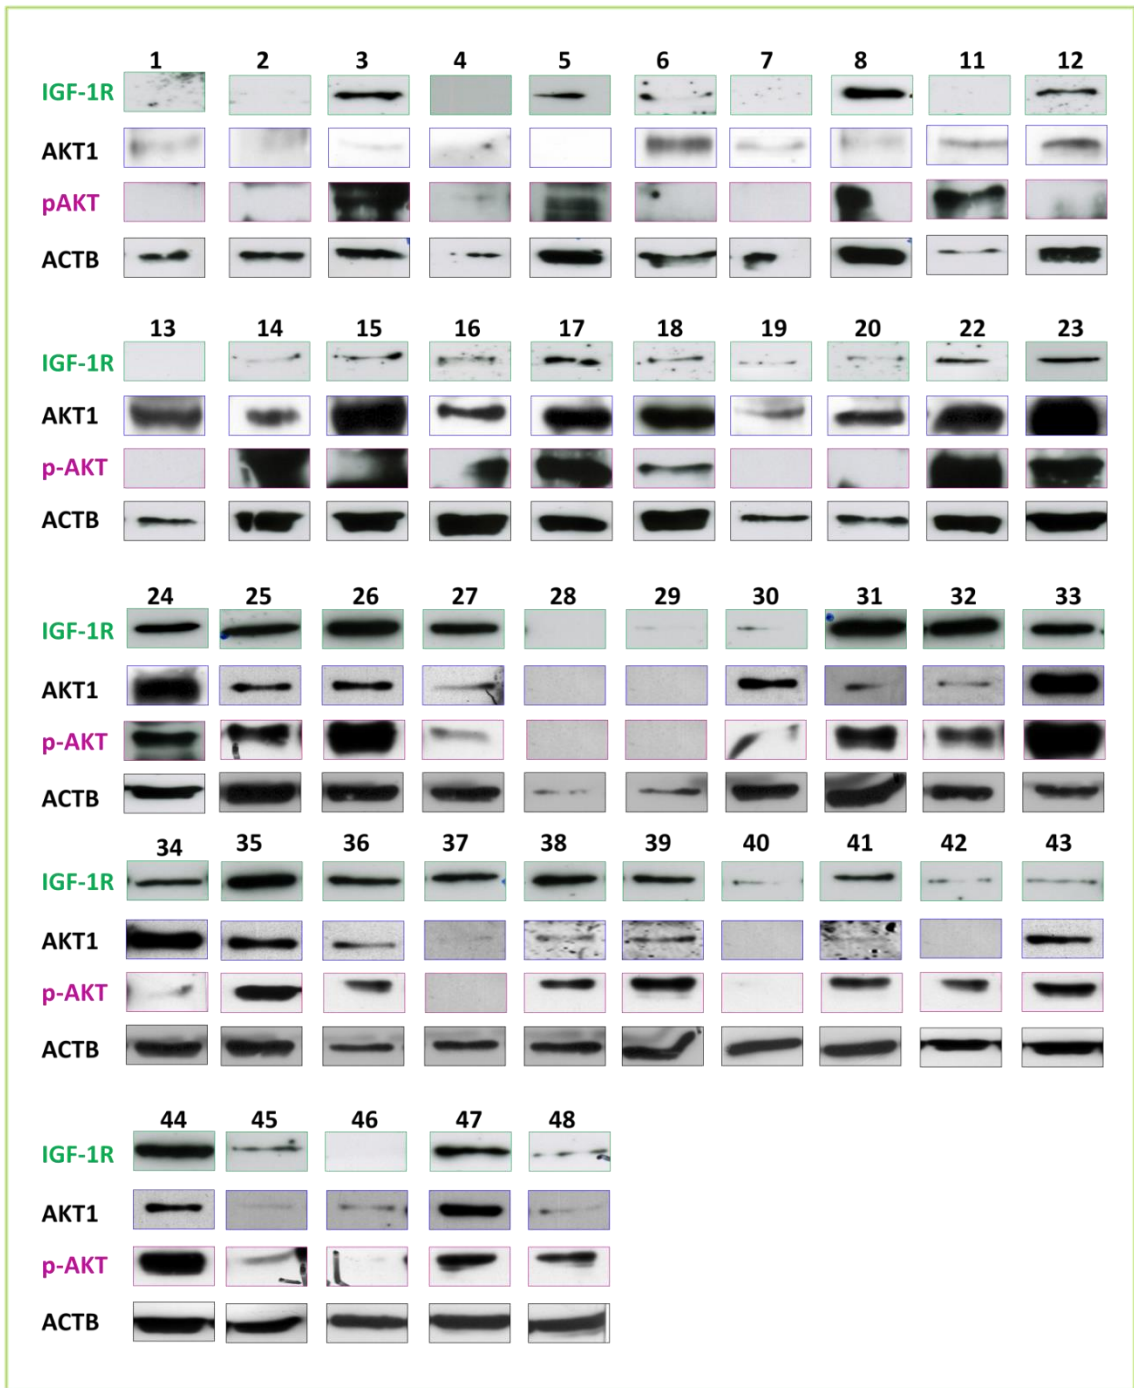 1 2 3 4 5 6 7 8 11 12
IGF-1R
AKT1
pAKT
ACTB
13 14 15 16 17 18 19 20 22 23
IGF-1R
AKT1
p-AKT
ACTB
24 25 26 27 28 29 30 31 32 33
IGF-1R
AKT1
p-AKT
ACTB
34 35 36 37 38 39 40 41 42 43
IGF-1R
AKT1
p-AKT
ACTB
44 45 46 47 48
IGF-1R
AKT1
p-AKT
ACTB